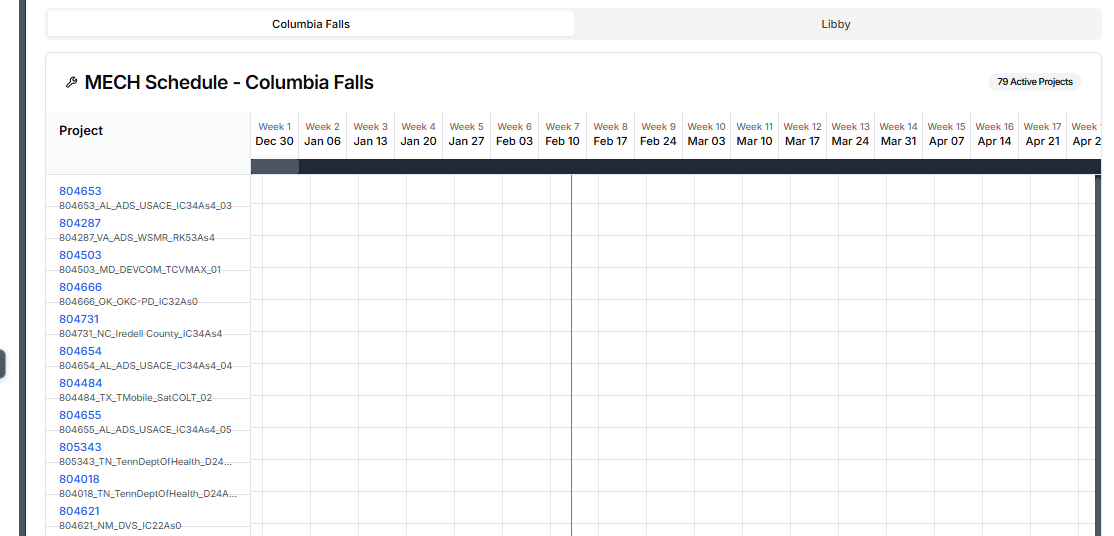 Columbia Falls
Libby
MECH Schedule - Columbia Falls
79 Active Projects
Project
Week 1 Week 2 Week 3 Week 4 Week 5 Week 6 Week 7 Week 8 Week 9 Week 10 Week 11 Week 12 Week 13 Week 14 Week 15 Week 16 Week 17 Week
Dec 30 Jan 06 Jan 13 Jan 20 Jan 27 Feb 03 Feb 10 Feb 17 Feb 24 Mar 03 Mar 10 Mar 17 Mar 24 Mar 31 Apr 07 Apr 14 Apr 21 Apr 2
804653
804653_AL_ADS_USACE_IC34As4_03
804287
804287_VA_ADS_WSMR_RK53As4
804503
804503_MD_DEVCOM_TCVMAX_01
804666
804666_OK_OKC-PD_IC32As0
804731
804731_NC_Iredell County_IC34As4
804654
804654_AL_ADS_USACE_IC34As4_04
804484
804484_TX_TMobile_SatCOLT_02
804655
804655_AL_ADS_USACE_IC34As4_05
805343
805343_TN_TennDeptOfHealth_D24...
804018
804018_TN_TennDeptOfHealth_D24A...
804621
804621_NM_DVS_IC22As0